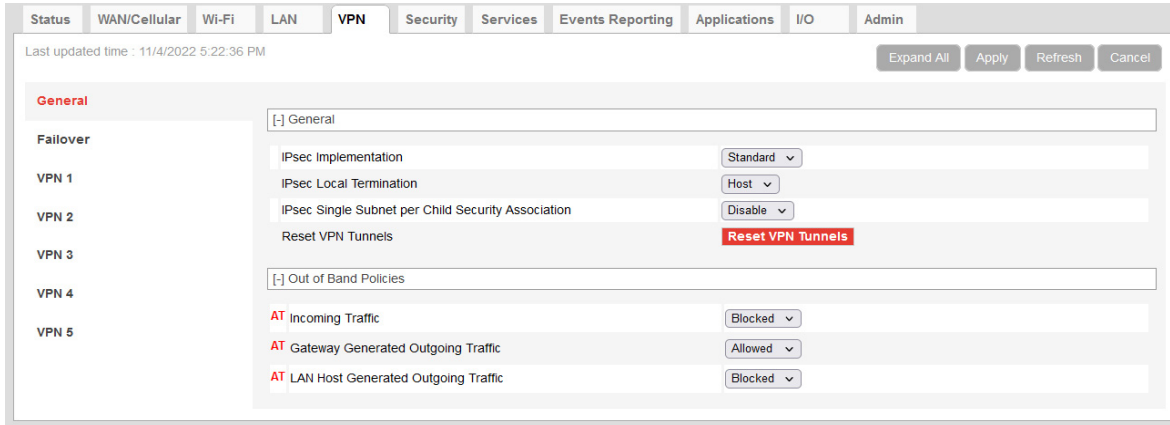 Status WAN/Cellular Wi-Fi LAN VPN Security Services Events Reporting Applications I/O Admin
Last updated time : 11/4/2022 5:22:36 PM
Expand All Apply Refresh Cancel
General
Failover
VPN 1
VPN 2
VPN 3
VPN 4
VPN 5
[-] General
IPsec Implementation Standard
IPsec Local Termination Host
IPsec Single Subnet per Child Security Association Disable
Reset VPN Tunnels Reset VPN Tunnels
[-] Out of Band Policies
AT Incoming Traffic Blocked
AT Gateway Generated Outgoing Traffic Allowed
AT LAN Host Generated Outgoing Traffic Blocked